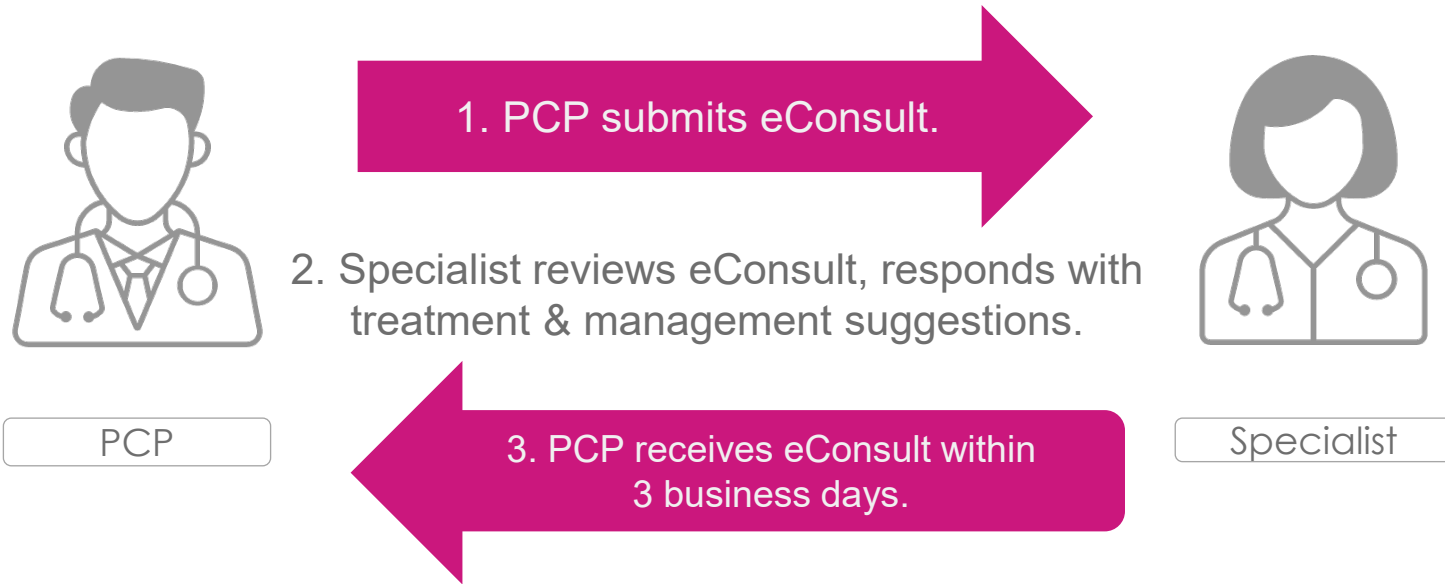 1. PCP submits eConsult.
2. Specialist reviews eConsult, responds with
treatment & management suggestions.
PCP
Specialist
3. PCP receives eConsult within
3 business days.